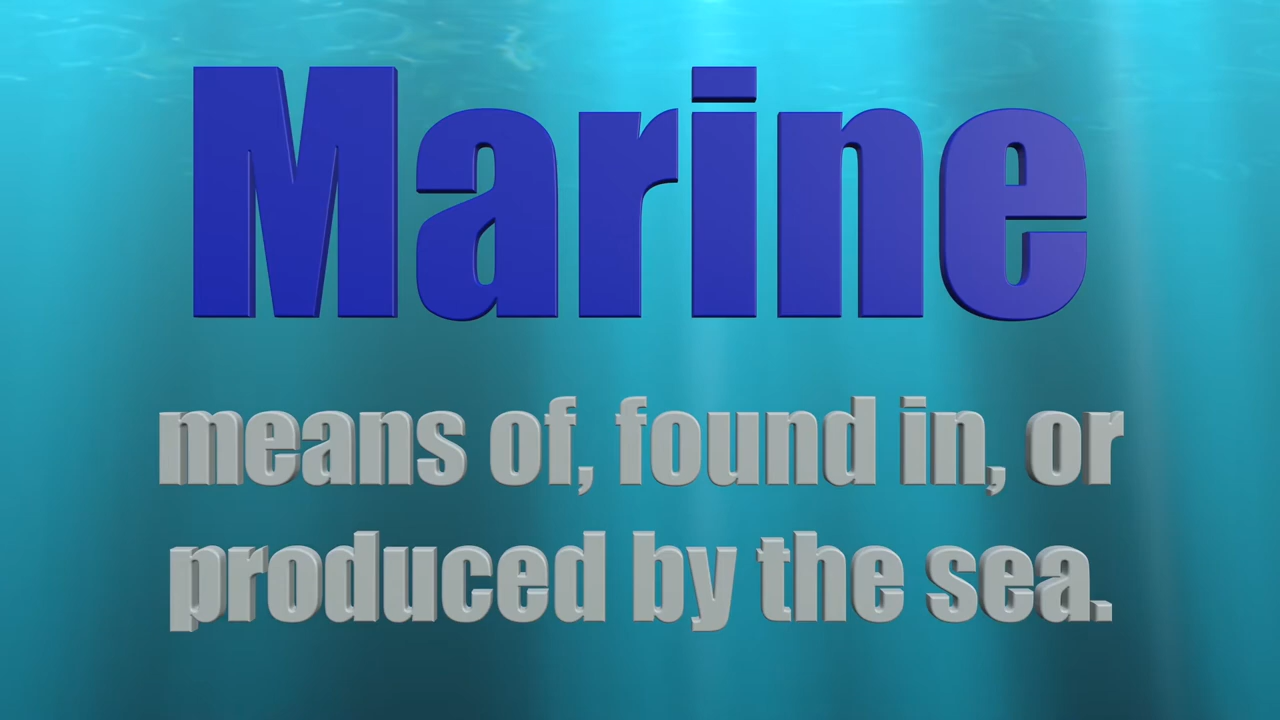 Marine
means of, found in, or
produced by the sea.